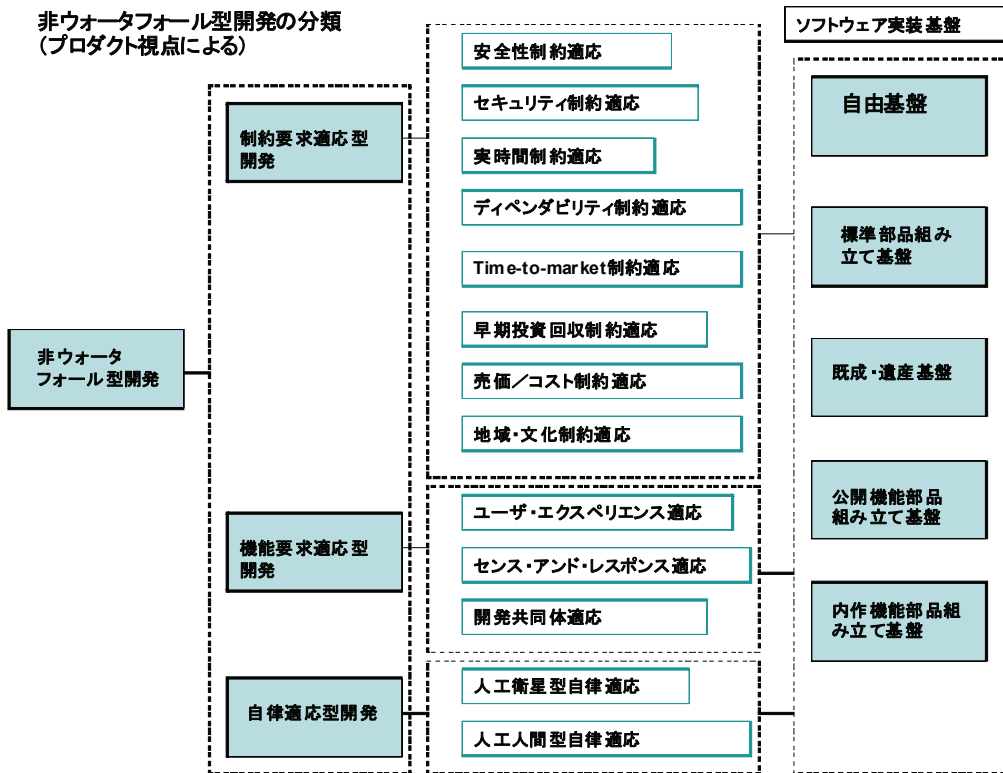 非ウォータフォール型開発の分類
(プロダクト視点による)
非ウォータ
フォール型開発
制約要求適応型
開発
機能要求適応型
開発
自律適応型開発
安全性制約適応
セキュリティ制約適応
実時間制約適応
ディペンダビリティ制約適応
Time-to-market制約適応
早期投資回収制約適応
売価／コスト制約適応
地域・文化制約適応
ユーザ・エクスペリエンス適応
センス・アンド・レスポンス適応
開発共同体適応
人工衛星型自律適応
人工人間型自律適応
ソフトウェア実装基盤
自由基盤
標準部品組み
立て基盤
既成・遺産基盤
公開機能部品
組み立て基盤
内作機能部品組
み立て基盤